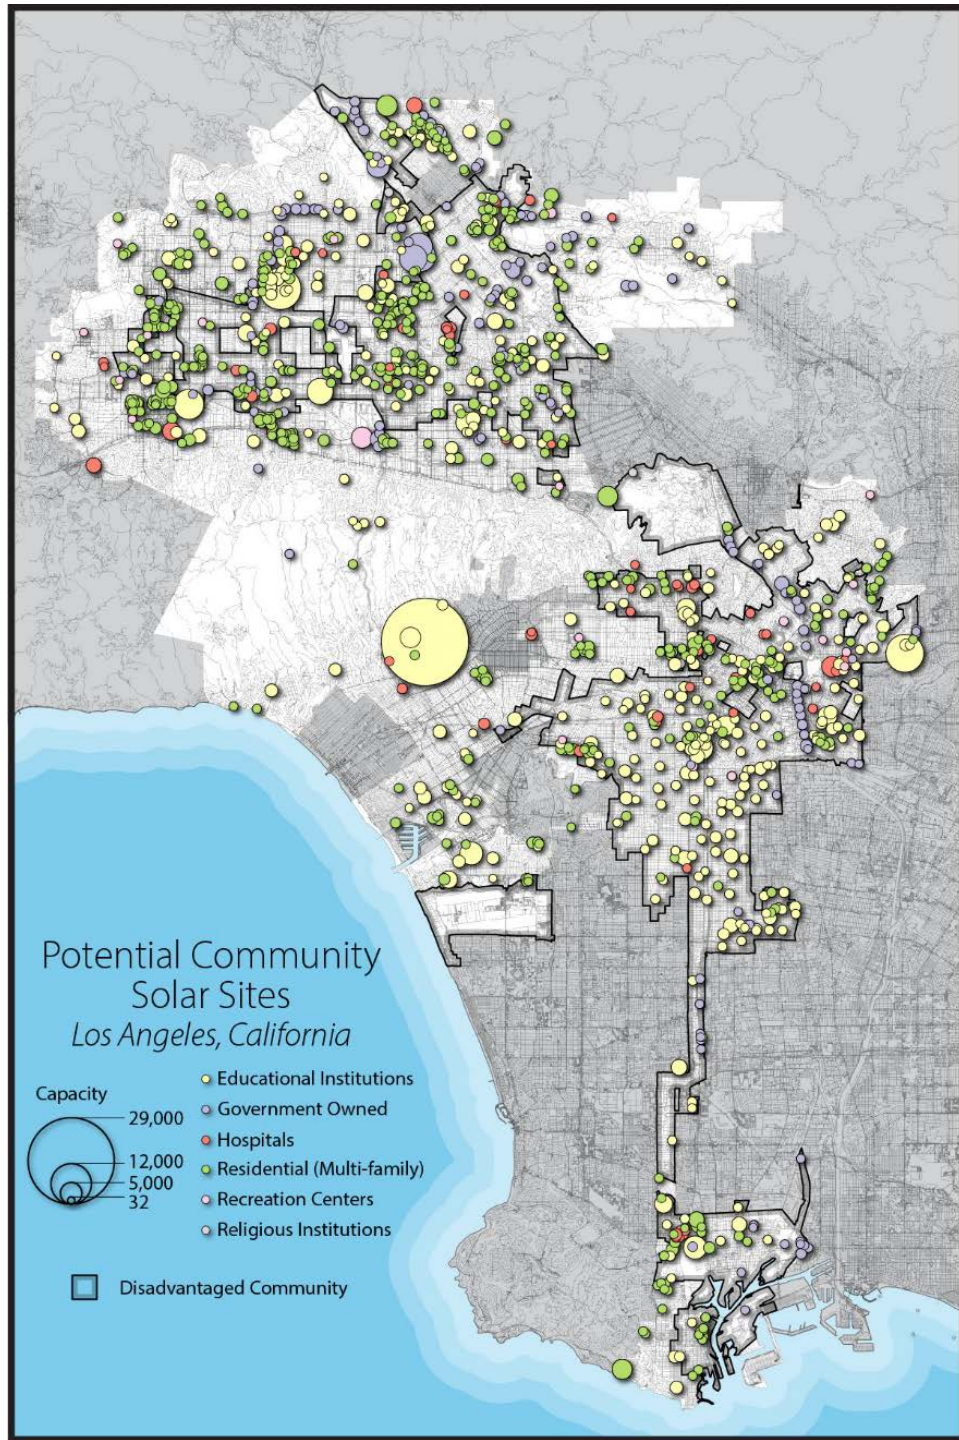 Potential Community
Solar Sites
Los Angeles, California
Capacity
29,000
12,000
5,000
32
Educational Institutions
Government Owned
Hospitals
Residential (Multi-family)
Recreation Centers
Religious Institutions
Disadvantaged Community